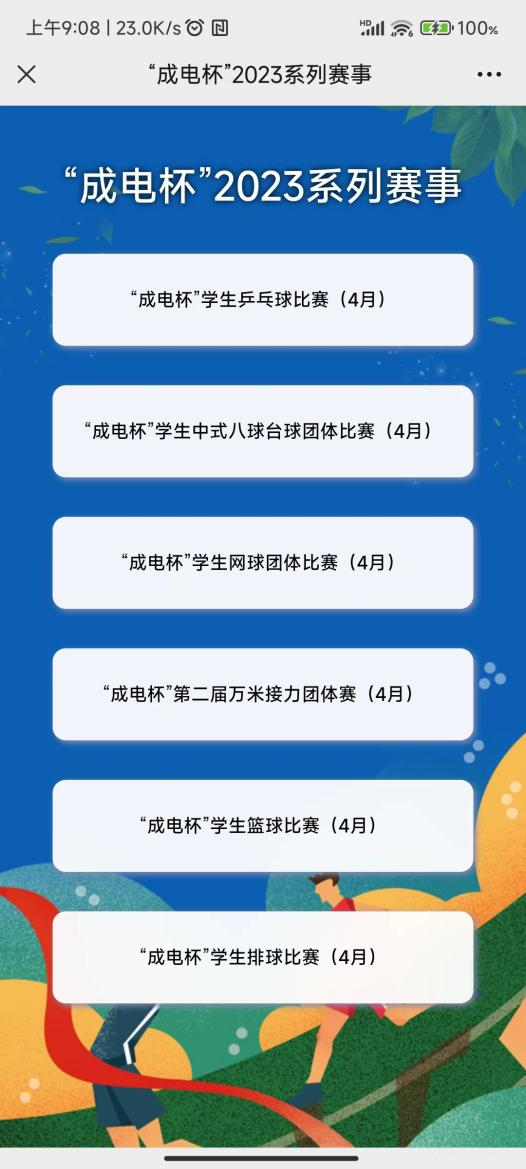 上午9:08 | 23.0K/s
HD
6
100%
“成电杯”2023系列赛事
“成电杯”2023系列赛事
“成电杯”学生乒乓球比赛（4月）
“成电杯”学生中式八球台球团体比赛（4月）
“成电杯”学生网球团体比赛（4月）
“成电杯”第二届万米接力团体赛（4月）
“成电杯”学生篮球比赛（4月）
“成电杯”学生排球比赛（4月）